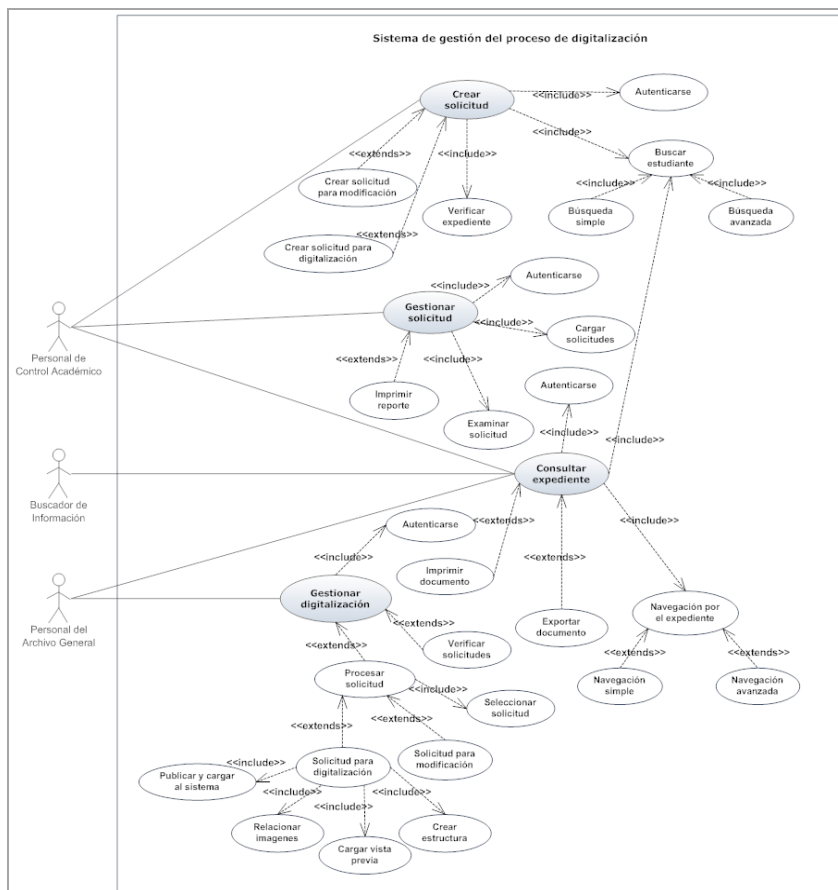 Sistema de gestión del proceso de digitalización
Crear
solicitud
<<include>>
Autenticarse
<<include>>
<<extends>>
<<include>>
Buscar
estudiante
Crear solicitud
para modificación
<<include>>
<<include>>
Verificar
expediente
Búsqueda
simple
Búsqueda
avanzada
<<extends>>
Crear solicitud para
digitalización
Autenticarse
<<include>>
Gestionar
solicitud
<<include>>
Cargar
solicitudes
Personal de
Control Académico
<<extends>>
<<include>>
Autenticarse
Imprimir
reporte
Examinar
solicitud
<<include>>
<<include>>
Consultar
expediente
Buscador de
Información
Autenticarse
<<extends>>
<<include>>
<<include>>
<<extends>>
Imprimir
documento
Gestionar
digitalización
Personal del
Archivo General
Exportar
documento
Navegación por
el expediente
<<extends>>
<<extends>>
Verificar
solicitudes
<<extends>>
<<extends>>
Procesar
solicitud
Navegación
simple
Navegación
avanzada
<<include>>
Seleccionar
solicitud
<<extends>>
<<extends>>
Solicitud para
digitalización
Solicitud para
modificación
Publicar y cargar
al sistema
<<include>>
<<include>>
<<include>>
<<include>>
Relacionar
imagenes
Crear
estructura
Cargar vista
previa